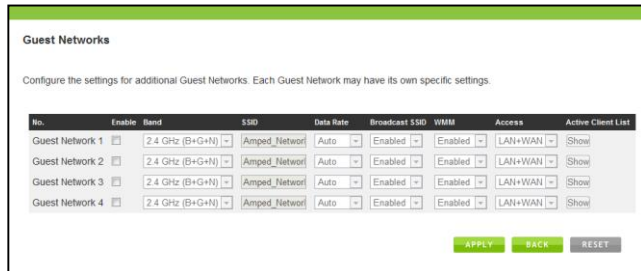 Guest Networks
Configure the settings for additional Guest Networks. Each Guest Network may have its own specific settings.
No. Enable Band SSID Data Rate Broadcast SSID WMM Access Active Client List
Guest Network 1 2.4 GHz (B+G+N) Amped_Networ Auto Enabled Enabled LAN+WAN Show
Guest Network 2 2.4 GHz (B+G+N) Amped_Networ Auto Enabled Enabled LAN+WAN Show
Guest Network 3 2.4 GHz (B+G+N) Amped_Networ Auto Enabled Enabled LAN+WAN Show
Guest Network 4 2.4 GHz (B+G+N) Amped_Networ Auto Enabled Enabled LAN+WAN Show
APPLY BACK RESET